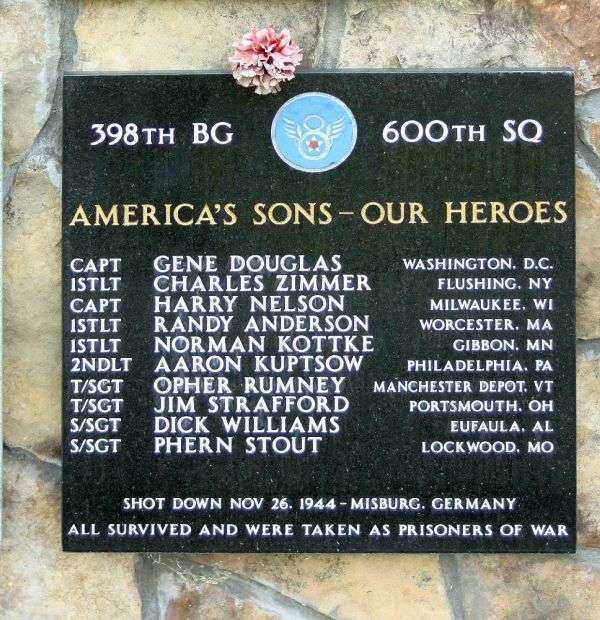 398TH BG 600TH SQ
AMERICA'S SONS – OUR HEROES
CAPT GENE DOUGLAS WASHINGTON, D.C.
1STLT CHARLES ZIMMER FLUSHING, NY
CAPT HARRY NELSON MILWAUKEE, WI
1STLT RANDY ANDERSON WORCESTER, MA
1STLT NORMAN KOTTKE GIBBON, MN
2NDLT AARON KUPTSOW PHILADELPHIA, PA
T/SGT OPHER RUMNEY MANCHESTER DEPOT, VT
T/SGT JIM STRAFFORD PORTSMOUTH, OH
S/SGT DICK WILLIAMS EUFAULA, AL
S/SGT PHERN STOUT LOCKWOOD, MO
SHOT DOWN NOV 26, 1944 – MISBURG, GERMANY
ALL SURVIVED AND WERE TAKEN AS PRISONERS OF WAR